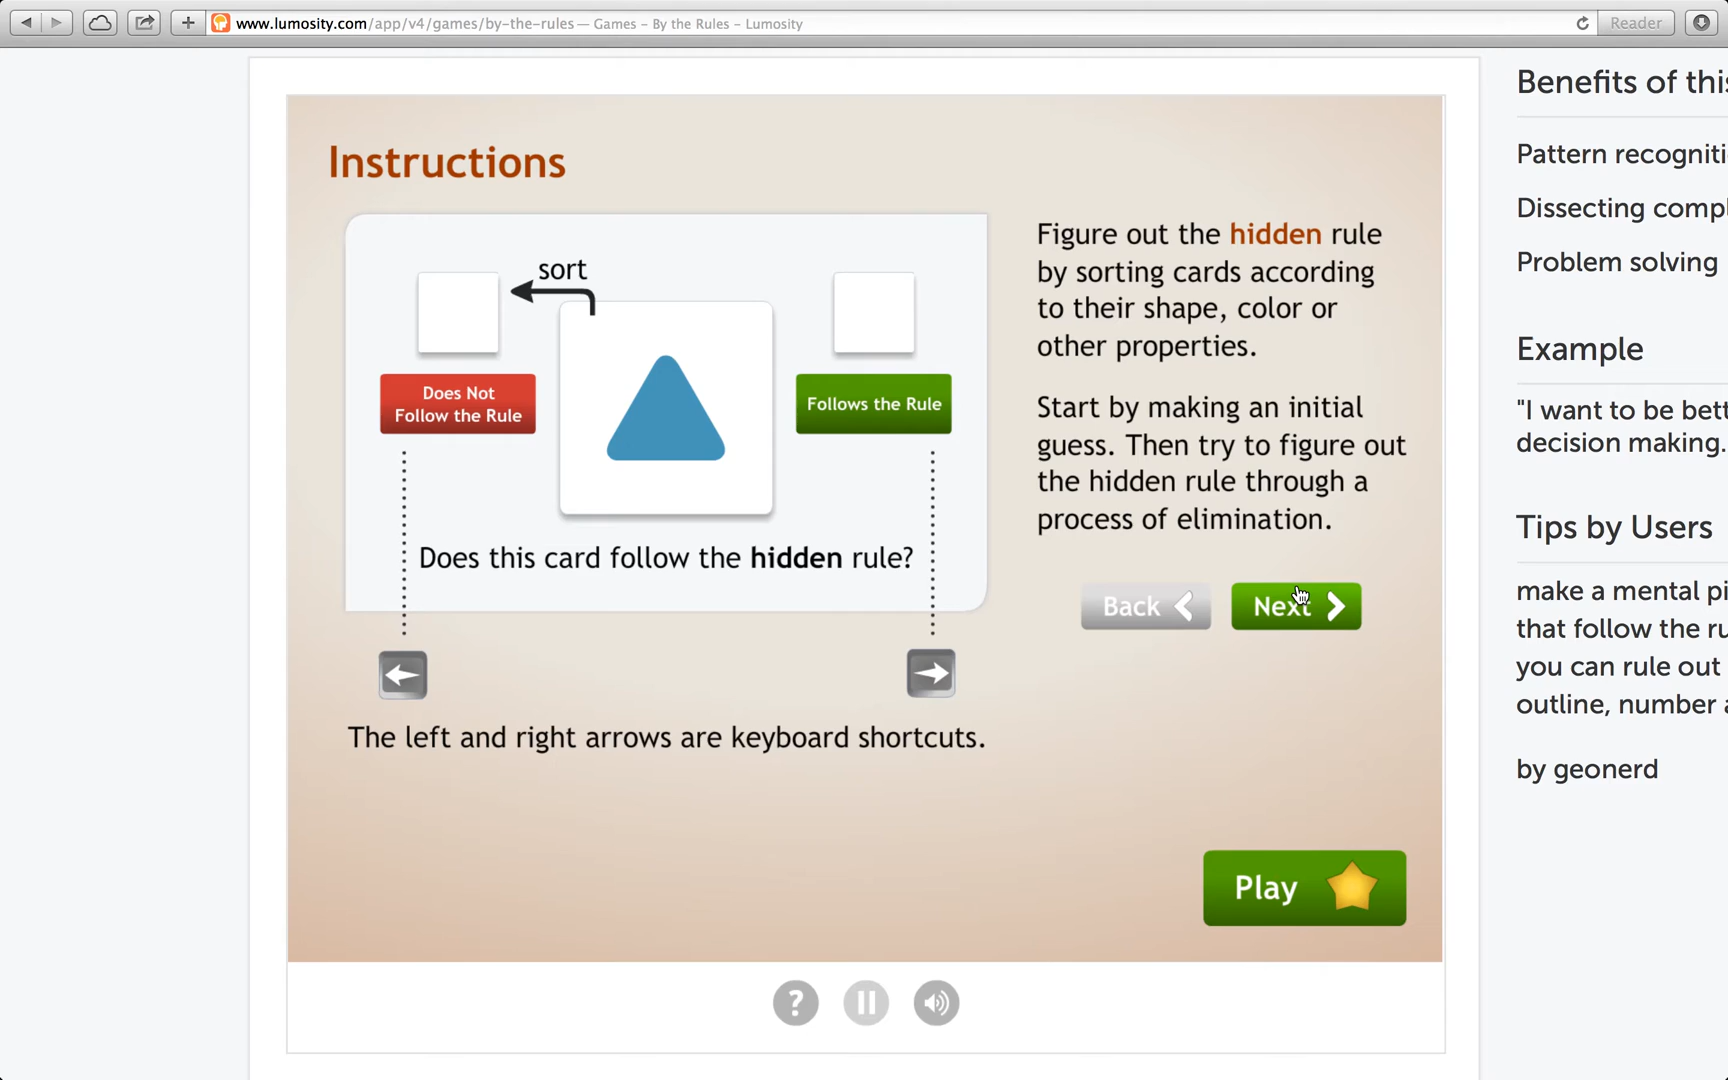 www.lumosity.com/app/v4/games/by-the-rules — Games – By the Rules – Lumosity
Reader
Instructions
sort
Does Not
Follow the Rule
Follows the Rule
Does this card follow the hidden rule?
The left and right arrows are keyboard shortcuts.
Figure out the hidden rule
by sorting cards according
to their shape, color or
other properties.
Start by making an initial
guess. Then try to figure out
the hidden rule through a
process of elimination.
Back
Next
Play
?
Benefits of this
Pattern recogniti
Dissecting compl
Problem solving
Example
"I want to be bett
decision making.
Tips by Users
make a mental pi
that follow the ru
you can rule out
outline, number a
by geonerd